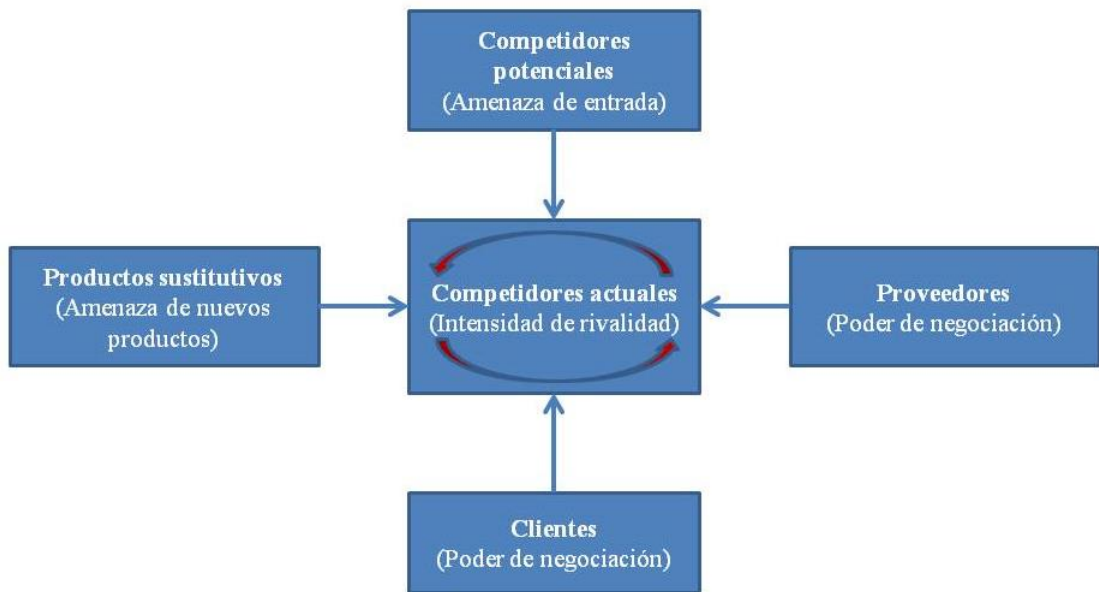 Competidores
potenciales
(Amenaza de entrada)
Productos sustitutivos
(Amenaza de nuevos
productos)
Competidores actuales
(Intensidad de rivalidad)
Proveedores
(Poder de negociación)
Clientes
(Poder de negociación)